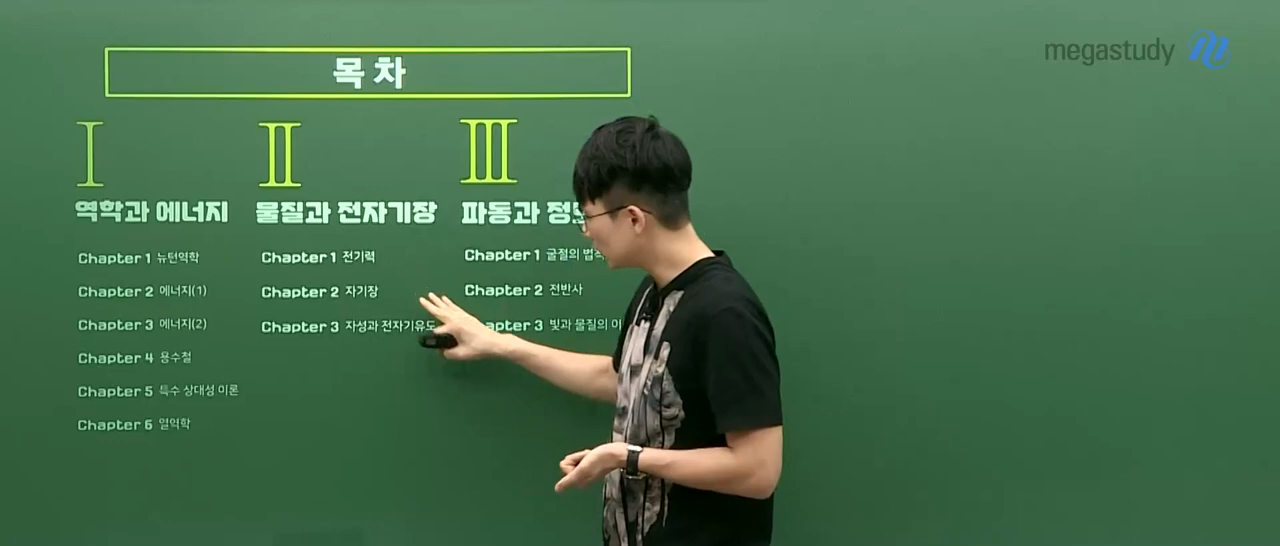 megastudy
목차
I
역학과 에너지
Chapter 1 뉴턴역학
Chapter 2 에너지(1)
Chapter 3 에너지(2)
Chapter 4 용수철
Chapter 5 특수 상대성 이론
Chapter 6 열역학
II
물질과 전자기장
Chapter 1 전기력
Chapter 2 자기장
Chapter 3 자성과 전자기유도
III
파동과
Chapter 1 굴절의
Chapter 2 전반사
3 빛과 물질의